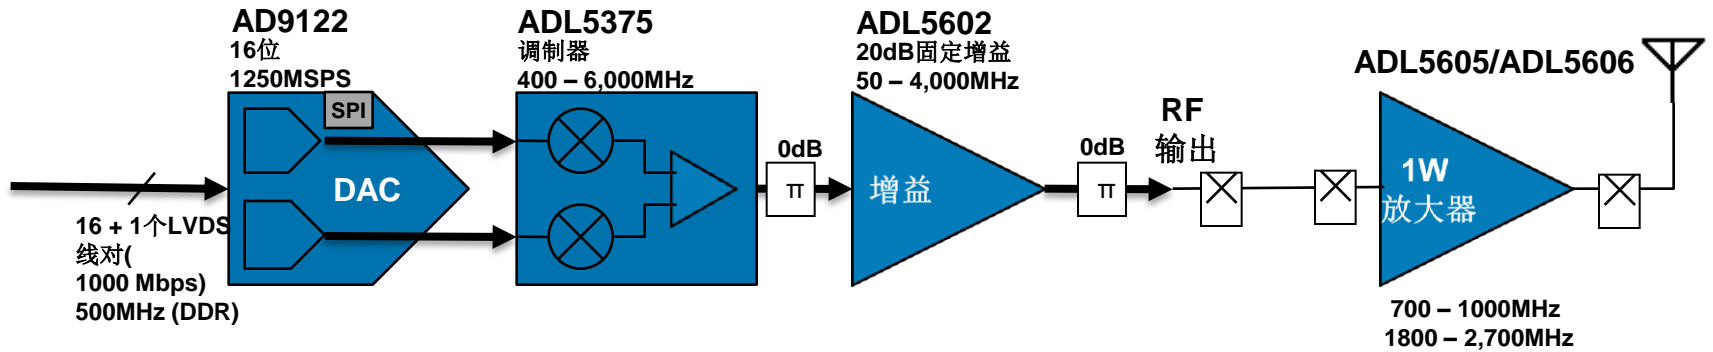 AD9122
16位
1250MSPS
SPI
DAC
16 + 1个LVDS
线对(
1000 Mbps)
500MHz (DDR)
ADL5375
调制器
400 – 6,000MHz
0dB
π
ADL5602
20dB固定增益
50 – 4,000MHz
增益
0dB
π
RF
输出
ADL5605/ADL5606
1W
放大器
700 – 1000MHz
1800 – 2,700MHz